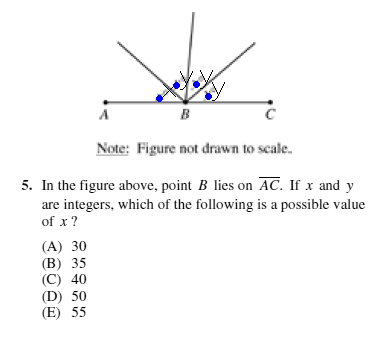 x° y° y° y°
A B C
Note: Figure not drawn to scale.
5. In the figure above, point B lies on AC. If x and y
are integers, which of the following is a possible value
of x ?
(A) 30
(B) 35
(C) 40
(D) 50
(E) 55